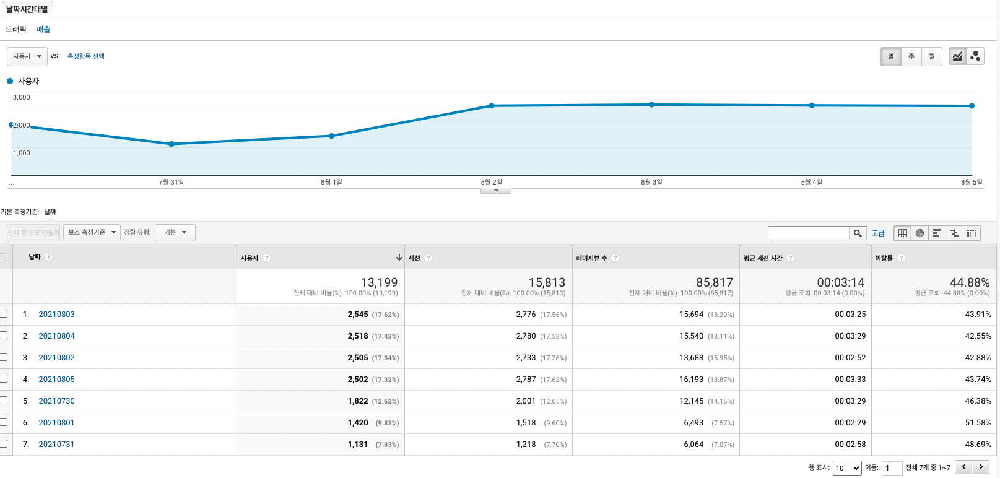 날짜시간대별
트래픽 매출
사용자 vs. 측정항목 선택 일 주 월
사용자
3,000
2,000
1,000
... 7월 31일 8월 1일 8월 2일 8월 3일 8월 4일 8월 5일
기본 측정기준: 날짜
선택 행 도표 만들기 보조 측정기준 정렬 유형: 기본 고급
날짜 ? 사용자 ? 세션 ? 페이지뷰 수 ? 평균 세션 시간 ? 이탈률 ?
13,199 15,813 85,817 00:03:14 44.88%
전체 대비 비율(%): 100.00% (13,199) 전체 대비 비율(%): 100.00% (15,813) 전체 대비 비율(%): 100.00% (85,817) 평균 조회: 00:03:14 (0.00%) 평균 조회: 44.88% (0.00%)
1. 20210803 2,545 (17.62%) 2,776 (17.56%) 15,694 (18.29%) 00:03:25 43.91%
2. 20210804 2,518 (17.43%) 2,780 (17.58%) 15,540 (18.11%) 00:03:29 42.55%
3. 20210802 2,505 (17.34%) 2,733 (17.28%) 13,688 (15.95%) 00:02:52 42.88%
4. 20210805 2,502 (17.32%) 2,787 (17.62%) 16,193 (18.87%) 00:03:33 43.74%
5. 20210730 1,822 (12.62%) 2,001 (12.65%) 12,145 (14.15%) 00:03:29 46.38%
6. 20210801 1,420 (9.83%) 1,518 (9.60%) 6,493 (7.57%) 00:02:29 51.58%
7. 20210731 1,131 (7.83%) 1,218 (7.70%) 6,064 (7.07%) 00:02:58 48.69%
행 표시: 10 이동: 1 전체 7개 중 1~7